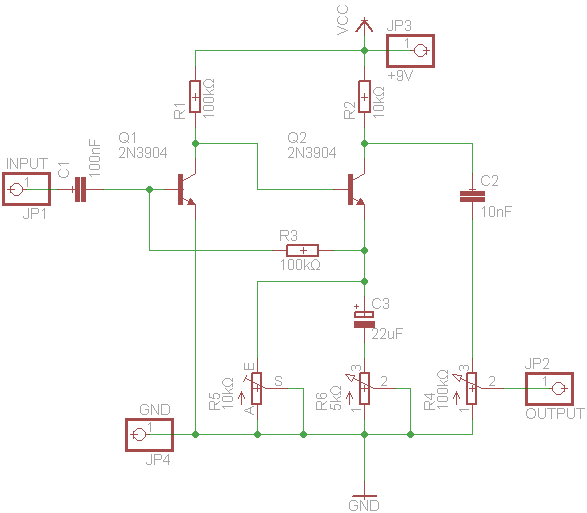 VCC
JP3
1
+9V
R1
100kΩ
R2
10kΩ
Q1
2N3904
Q2
2N3904
INPUT
1
JP1
C1
100nF
C2
10nF
R3
100kΩ
C3
+
22uF
R5
10kΩ
E
S
A
R6
5kΩ
3
2
1
R4
100kΩ
3
2
1
JP2
1
OUTPUT
GND
1
JP4
GND